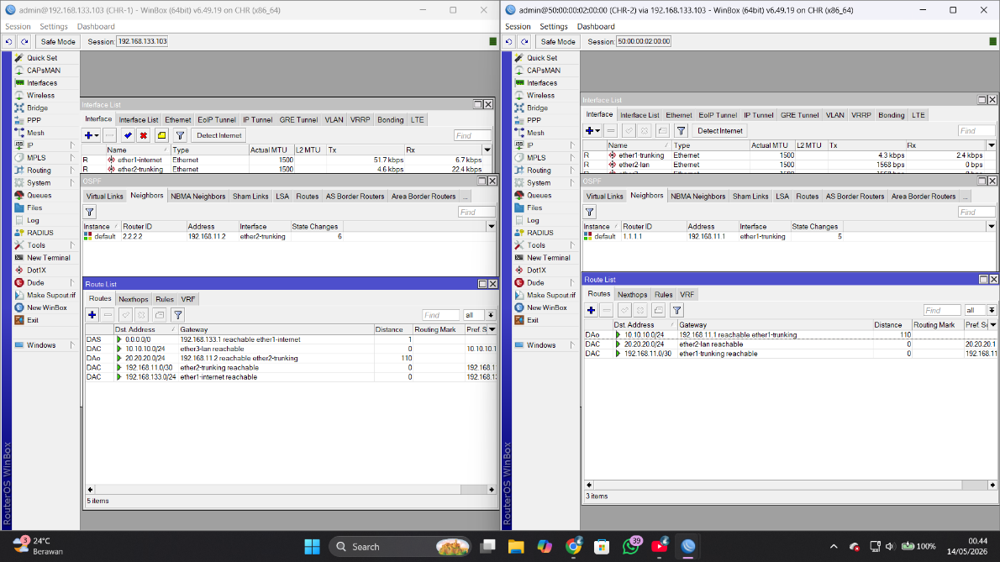 admin@192.168.133.103 (CHR-1) - WinBox (64bit) v6.49.19 on CHR (x86_64)
Session Settings Dashboard
Safe Mode Session: 192.168.133.103
Quick Set
CAPsMAN
Interfaces
Wireless
Bridge
PPP
Mesh
IP
MPLS
Routing
System
Queues
Files
Log
RADIUS
Tools
New Terminal
Dot1X
Dude
Make Supout.rif
New WinBox
Exit
Windows
RouterOS WinBox
Interface List
Interface Interface List Ethernet EoIP Tunnel IP Tunnel GRE Tunnel VLAN VRRP Bonding LTE
Detect Internet Find
Name Type Actual MTU L2 MTU Tx Rx
R ether1-internet Ethernet 1500 51.7 kbps 6.7 kbps
R ether2-trunking Ethernet 1500 4.6 kbps 22.4 kbps
OSPF
Virtual Links Neighbors NBMA Neighbors Sham Links LSA Routes AS Border Routers Area Border Routers ...
Find
Instance Router ID Address Interface State Changes
default 2.2.2.2 192.168.11.2 ether2-trunking 6
Route List
Routes Nexthops Rules VRF
Find all
Dst. Address Gateway Distance Routing Mark Pref. S
DAS 0.0.0.0/0 192.168.133.1 reachable ether1-internet 1
DAC 10.10.10.0/24 ether3-lan reachable 0 10.10.10.1
DAo 20.20.20.0/24 192.168.11.2 reachable ether2-trunking 110
DAC 192.168.11.0/30 ether2-trunking reachable 0 192.168.11
DAC 192.168.133.0/24 ether1-internet reachable 0 192.168.13
5 items
admin@50:00:00:02:00:00 (CHR-2) via 192.168.133.103 - WinBox (64bit) v6.49.19 on CHR (x86_64)
Session Settings Dashboard
Safe Mode Session: 50:00:00:02:00:00
Quick Set
CAPsMAN
Interfaces
Wireless
Bridge
PPP
Mesh
IP
MPLS
Routing
System
Queues
Files
Log
RADIUS
Tools
New Terminal
Dot1X
Dude
Make Supout.rif
New WinBox
Exit
Windows
RouterOS WinBox
Interface List
Interface Interface List Ethernet EoIP Tunnel IP Tunnel GRE Tunnel VLAN VRRP Bonding LTE
Detect Internet Find
Name Type Actual MTU L2 MTU Tx Rx
R ether1-trunking Ethernet 1500 4.3 kbps 2.4 kbps
R ether2-lan Ethernet 1500 1568 bps 0 bps
OSPF
Virtual Links Neighbors NBMA Neighbors Sham Links LSA Routes AS Border Routers Area Border Routers ...
Find
Instance Router ID Address Interface State Changes
default 1.1.1.1 192.168.11.1 ether1-trunking 5
Route List
Routes Nexthops Rules VRF
Find all
Dst. Address Gateway Distance Routing Mark Pref. S
DAo 10.10.10.0/24 192.168.11.1 reachable ether1-trunking 110
DAC 20.20.20.0/24 ether2-lan reachable 0 20.20.20.1
DAC 192.168.11.0/30 ether1-trunking reachable 0 192.168.11
3 items
3 24°C
Berawan
Search
39
100%
00.44
14/05/2026